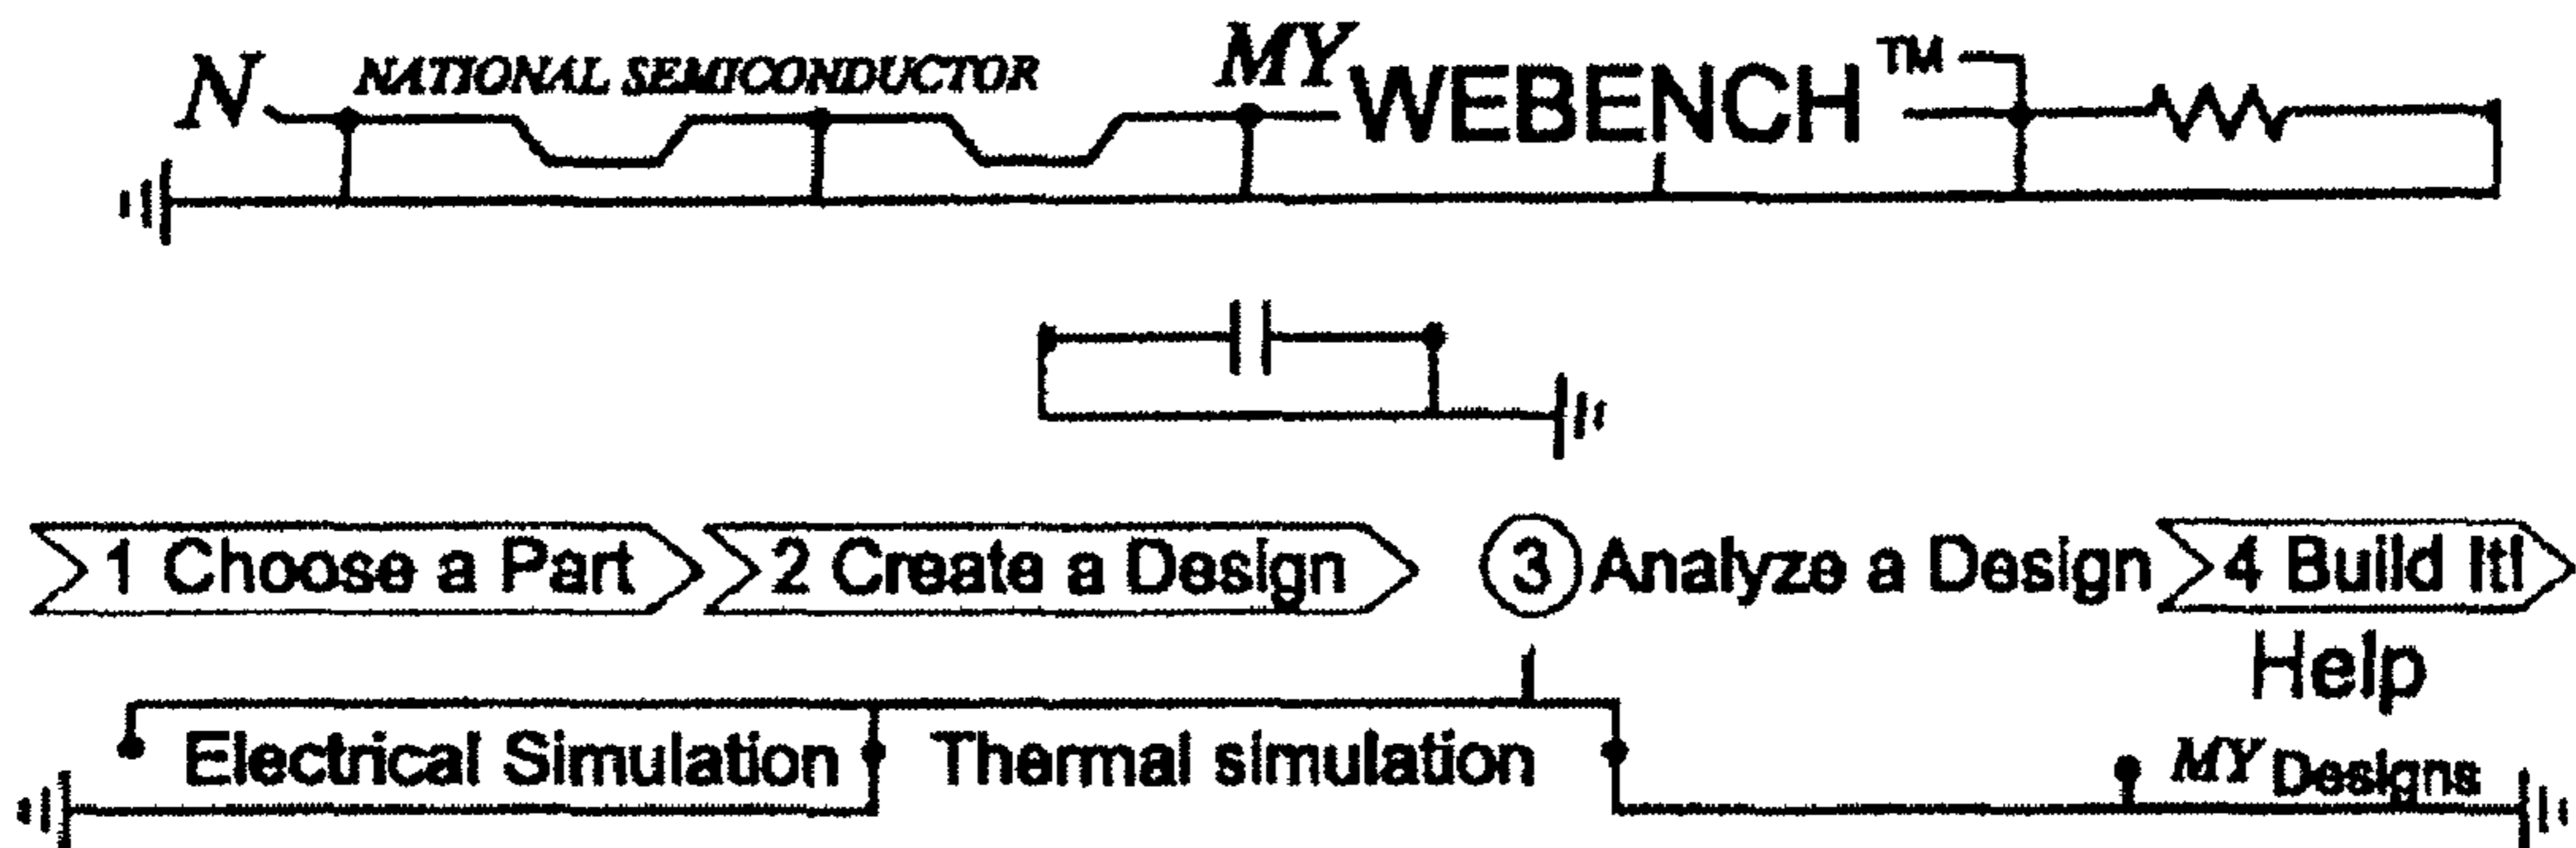 N NATIONAL SEMICONDUCTOR MY WEBENCH™
1 Choose a Part 2 Create a Design 3 Analyze a Design 4 Build It!
Help
Electrical Simulation Thermal simulation MY Designs